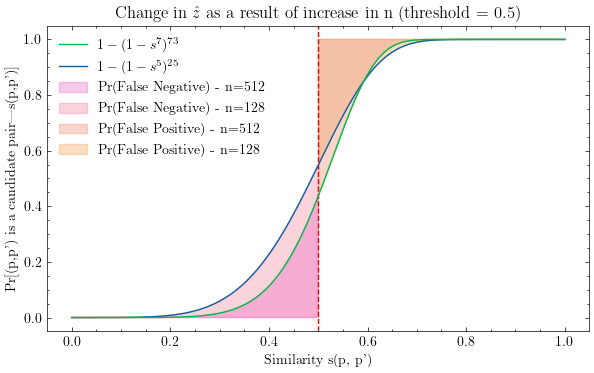 Change in ẑ as a result of increase in n (threshold = 0.5)
1 − (1 − s⁷)⁷³
1 − (1 − s⁵)²⁵
Pr(False Negative) - n=512
Pr(False Negative) - n=128
Pr(False Positive) - n=512
Pr(False Positive) - n=128
Pr[(p,p') is a candidate pair—s(p,p')]
1.0
0.8
0.6
0.4
0.2
0.0
0.0 0.2 0.4 0.6 0.8 1.0
Similarity s(p, p')